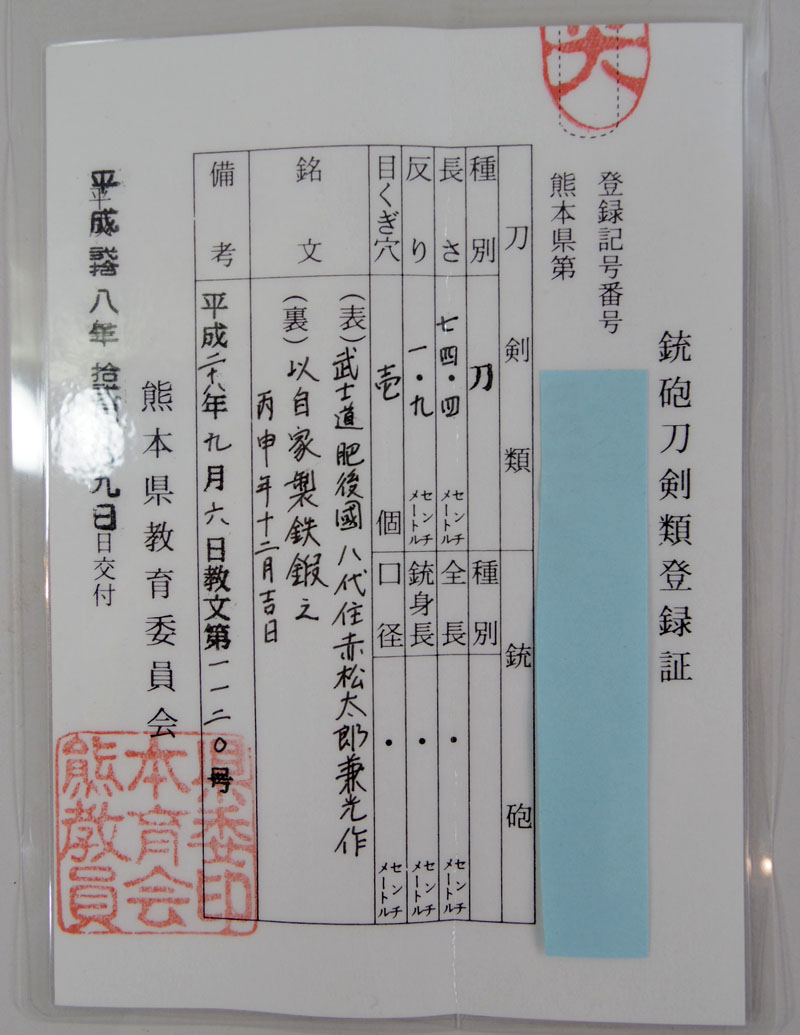 銃砲刀剣類登録証
登録記号番号
熊本県第
刀剣類
銃砲
種別
刀
種別
長さ
七四・四
センチメートル
全長
・
センチメートル
反り
一・九
センチメートル
銃身長
・
センチメートル
目くぎ穴
壱
個
口径
・
センチメートル
銘文
(表)武士道肥後國八代住赤松太郎兼光作
(裏)以自家製鉄鍛之
丙申年十二月吉日
備考
平成二十八年九月六日教文第一一二〇号
熊本県教育委員会
八年
九日
日交付
熊本県教育委員会印